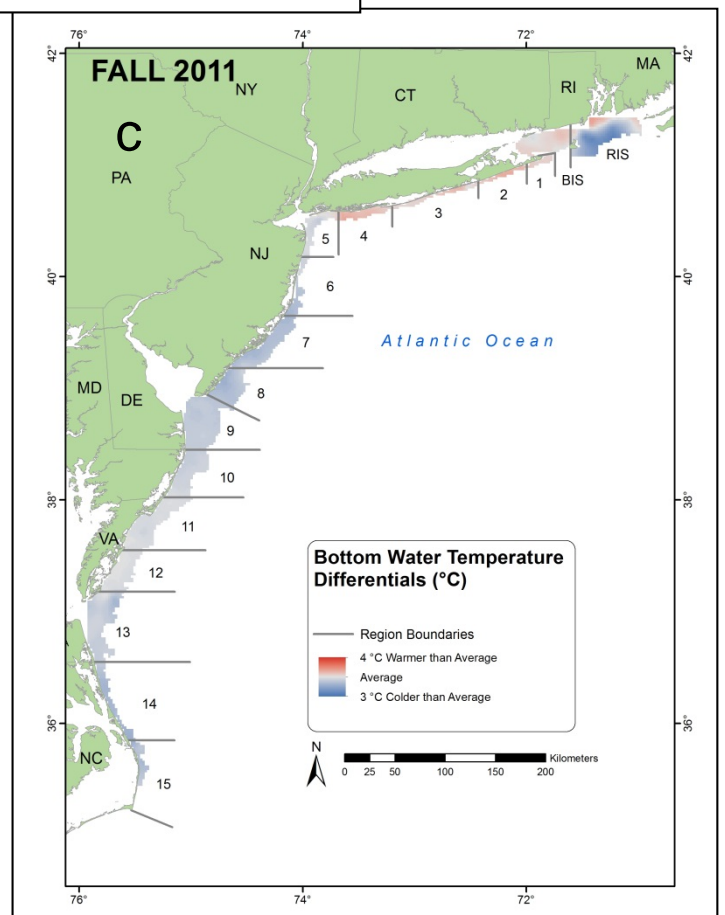 76° 74° 72°
42° 42°
FALL 2011
MA
NY
CT
RI
C
PA
RIS
BIS
1
2
3
4
5
NJ
40° 40°
6
7
Atlantic Ocean
MD
DE
8
9
10
38° 38°
11
VA
12
13
14
36° 36°
NC
15
Bottom Water Temperature
Differentials (°C)
Region Boundaries
4 °C Warmer than Average
Average
3 °C Colder than Average
N
Kilometers
0 25 50 100 150 200
76° 74° 72°